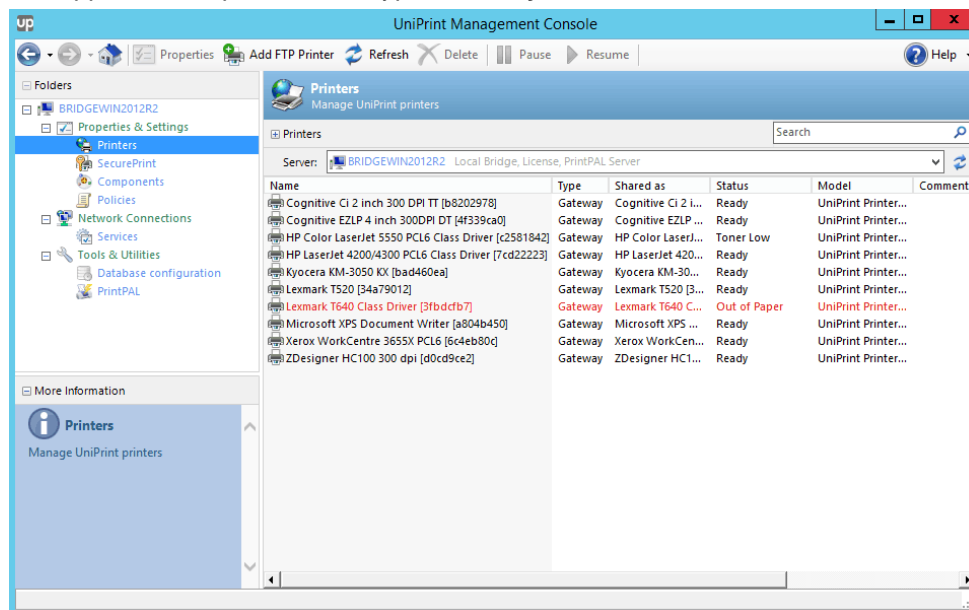 UP UniPrint Management Console
Properties Add FTP Printer Refresh Delete Pause Resume Help
Folders
BRIDGEWIN2012R2
Properties & Settings
Printers
SecurePrint
Components
Policies
Network Connections
Services
Tools & Utilities
Database configuration
PrintPAL
More Information
Printers
Manage UniPrint printers
Printers
Manage UniPrint printers
Printers Search
Server: BRIDGEWIN2012R2 Local Bridge, License, PrintPAL Server
Name Type Shared as Status Model Comment
Cognitive Ci 2 inch 300 DPI TT [b8202978] Gateway Cognitive Ci 2 i... Ready UniPrint Printer...
Cognitive EZLP 4 inch 300DPI DT [4f339ca0] Gateway Cognitive EZLP ... Ready UniPrint Printer...
HP Color LaserJet 5550 PCL6 Class Driver [c2581842] Gateway HP Color LaserJ... Toner Low UniPrint Printer...
HP LaserJet 4200/4300 PCL6 Class Driver [7cd22223] Gateway HP LaserJet 420... Ready UniPrint Printer...
Kyocera KM-3050 KX [bad460ea] Gateway Kyocera KM-30... Ready UniPrint Printer...
Lexmark T520 [34a79012] Gateway Lexmark T520 [3... Ready UniPrint Printer...
Lexmark T640 Class Driver [3fbdcfb7] Gateway Lexmark T640 C... Out of Paper UniPrint Printer...
Microsoft XPS Document Writer [a804b450] Gateway Microsoft XPS ... Ready UniPrint Printer...
Xerox WorkCentre 3655X PCL6 [6c4eb80c] Gateway Xerox WorkCen... Ready UniPrint Printer...
ZDesigner HC100 300 dpi [d0cd9ce2] Gateway ZDesigner HC1... Ready UniPrint Printer...